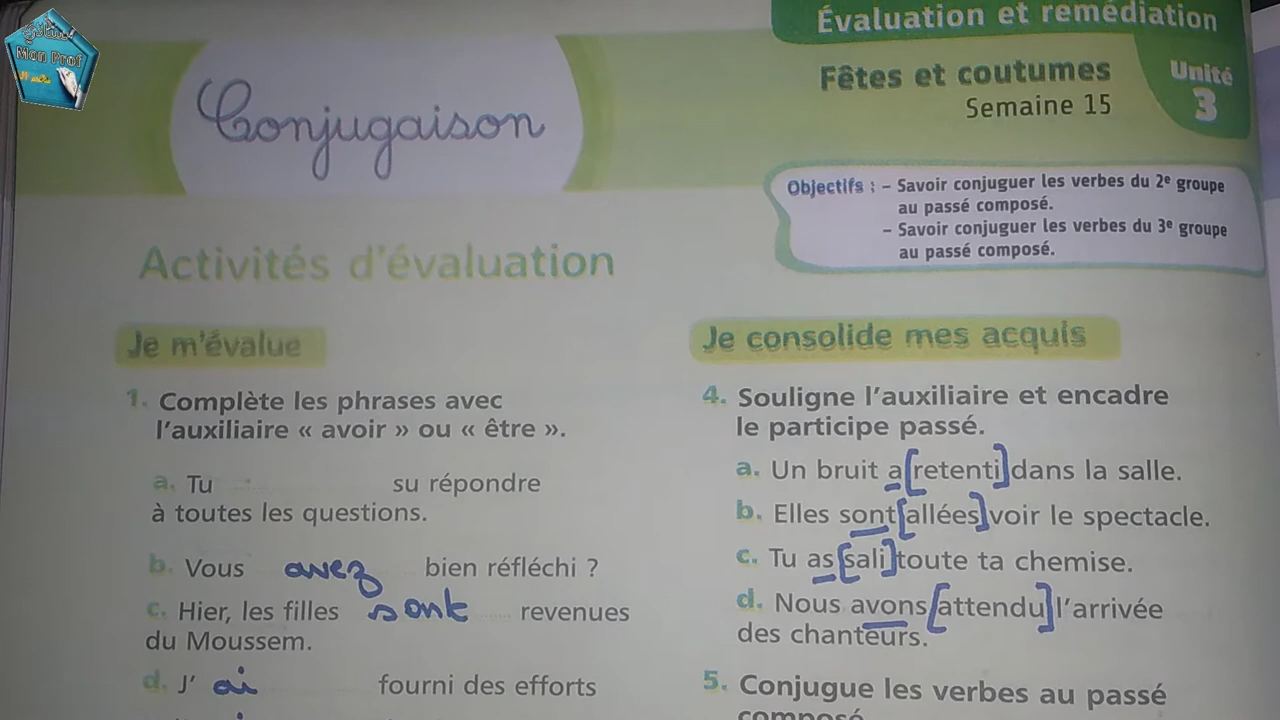 Mon Prof
Évaluation et remédiation
Fêtes et coutumes
Semaine 15
Unité
3
Conjugaison
Objectifs : – Savoir conjuguer les verbes du 2e groupe
au passé composé.
– Savoir conjuguer les verbes du 3e groupe
au passé composé.
Activités d'évaluation
Je m'évalue
1. Complète les phrases avec
l'auxiliaire « avoir » ou « être ».
a. Tu su répondre
à toutes les questions.
b. Vous avez bien réfléchi ?
c. Hier, les filles sont revenues
du Moussem.
d. J' ai fourni des efforts
Je consolide mes acquis
4. Souligne l'auxiliaire et encadre
le participe passé.
a. Un bruit a [retenti] dans la salle.
b. Elles sont [allées] voir le spectacle.
c. Tu as [sali] toute ta chemise.
d. Nous avons [attendu] l'arrivée
des chanteurs.
5. Conjugue les verbes au passé
composé.